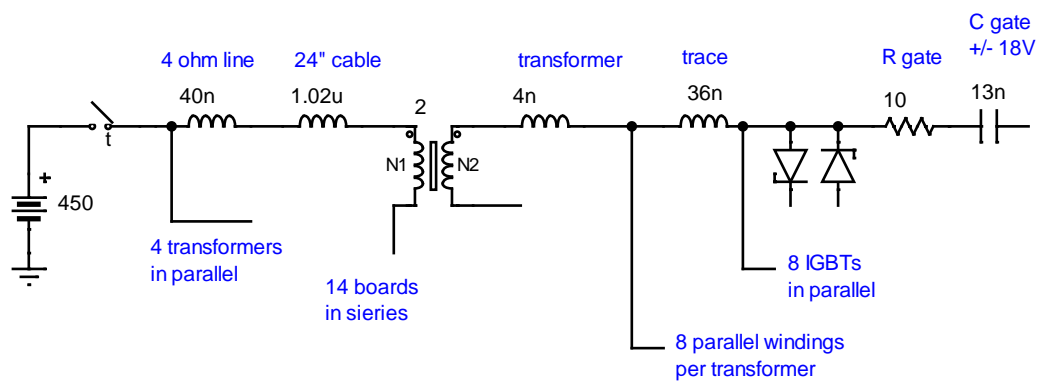 C gate
+/- 18V
4 ohm line
24" cable
transformer
trace
R gate
40n
1.02u
2
4n
36n
10
13n
t
N1
N2
+
450
4 transformers
in parallel
14 boards
in sieries
8 IGBTs
in parallel
8 parallel windings
per transformer